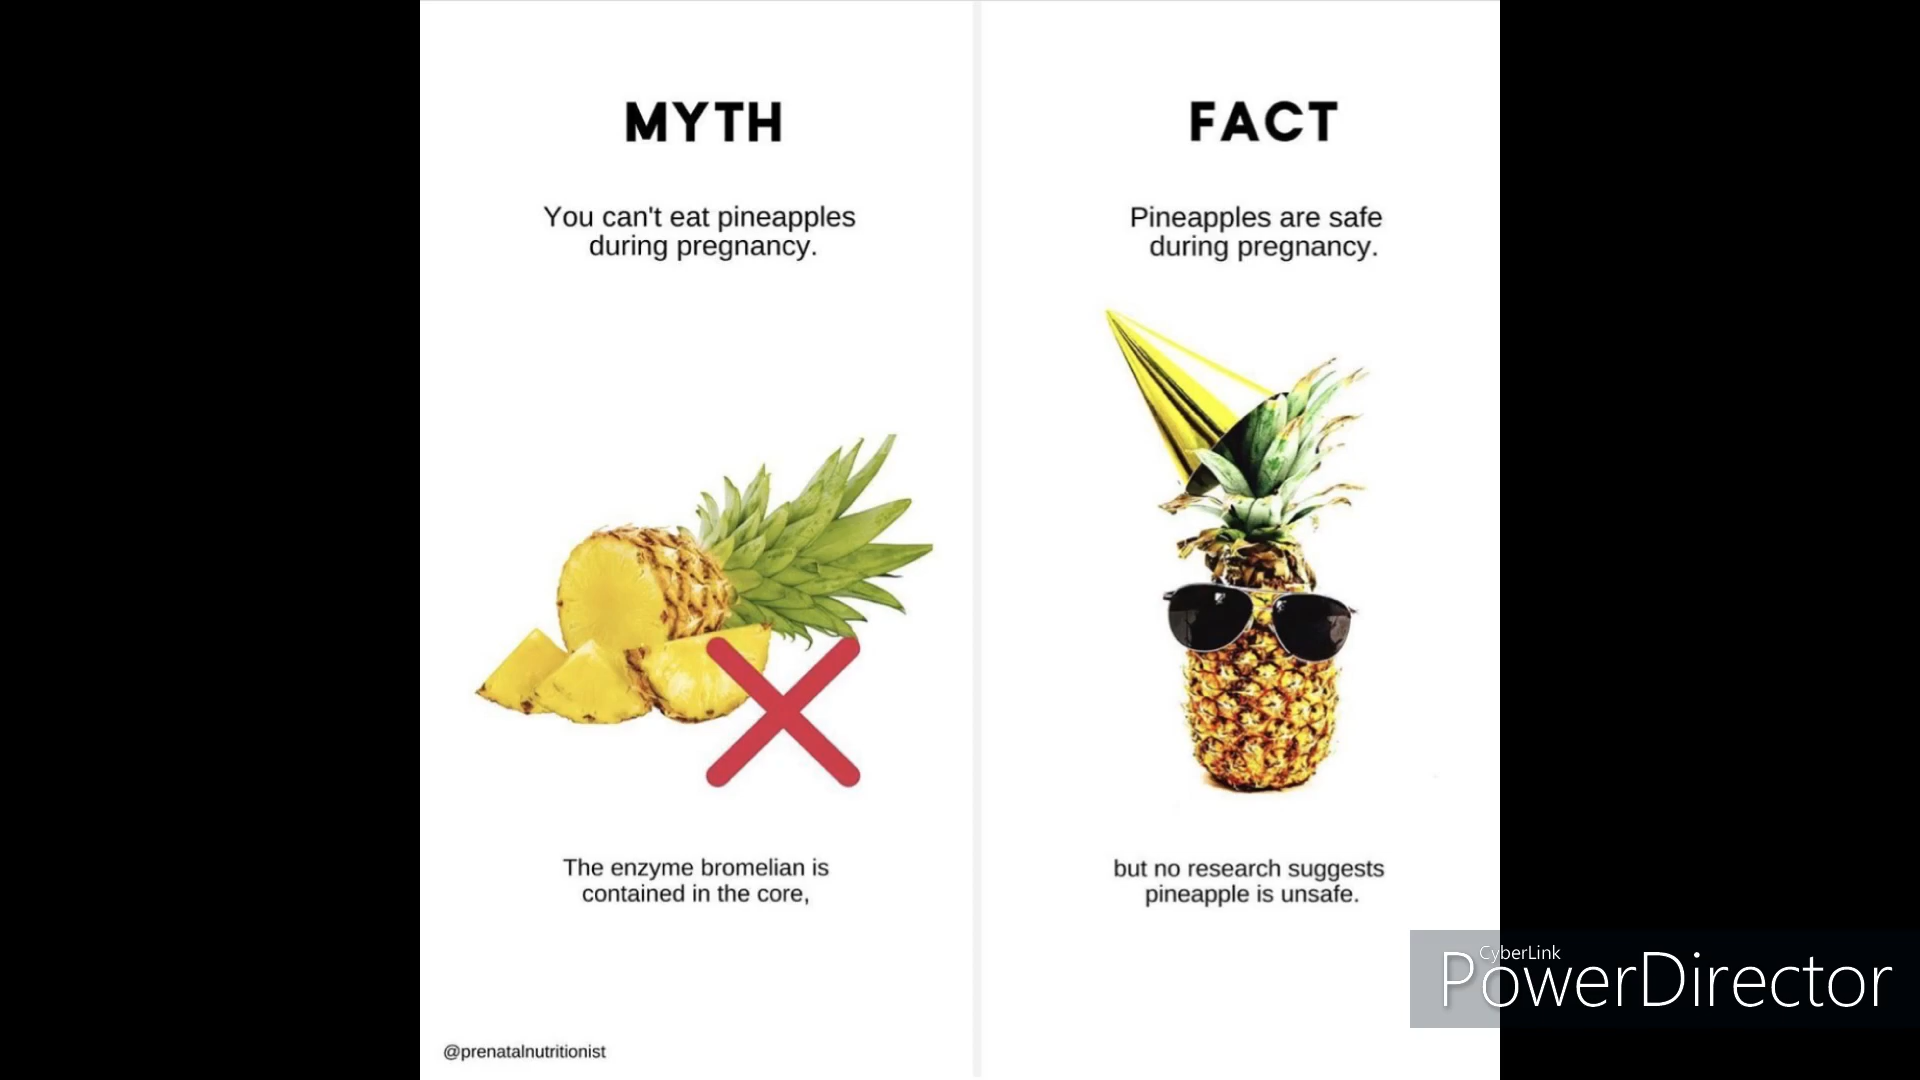 MYTH
You can't eat pineapples
during pregnancy.
The enzyme bromelian is
contained in the core,
@prenatalnutritionist
FACT
Pineapples are safe
during pregnancy.
but no research suggests
pineapple is unsafe.
CyberLink
PowerDirector